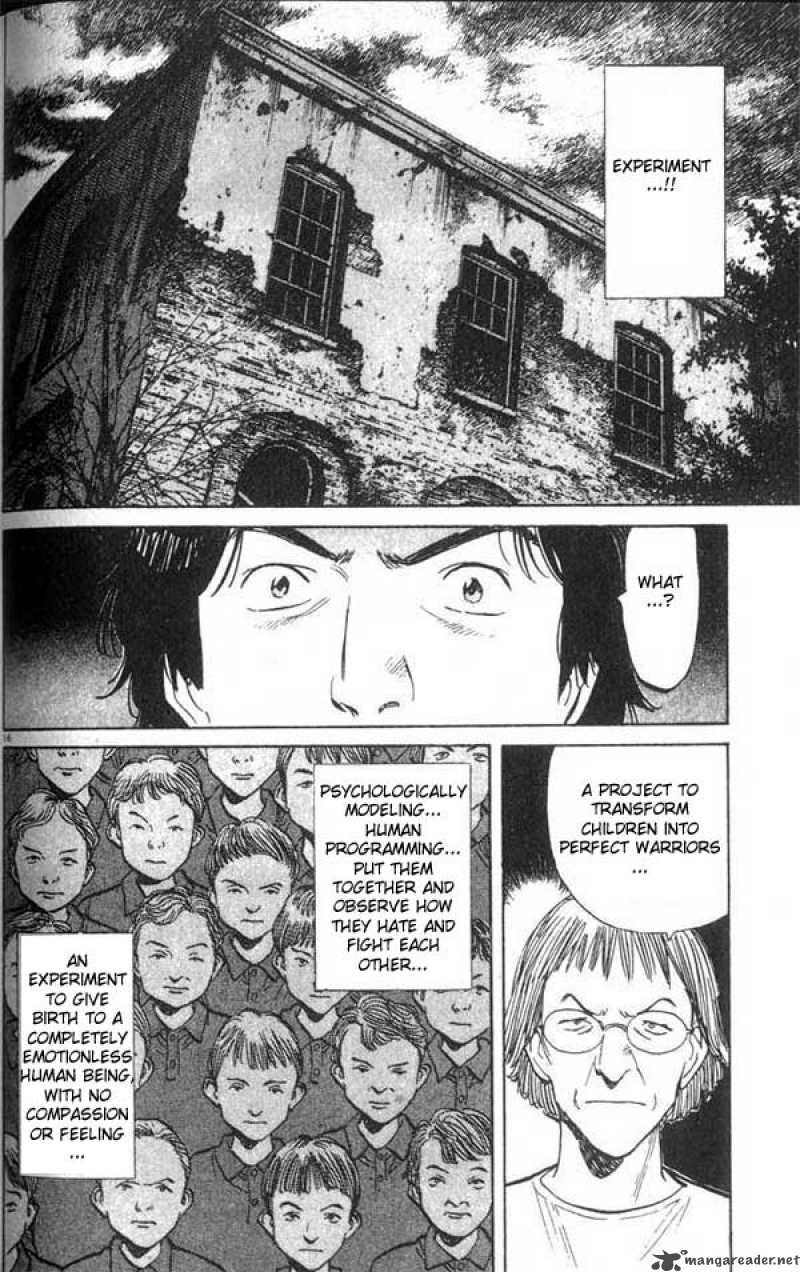 EXPERIMENT
...!!
WHAT
...?
A PROJECT TO
TRANSFORM
CHILDREN INTO
PERFECT WARRIORS
...
PSYCHOLOGICALLY
MODELING...
HUMAN
PROGRAMMING...
PUT THEM
TOGETHER AND
OBSERVE HOW
THEY HATE AND
FIGHT EACH
OTHER...
AN
EXPERIMENT
TO GIVE
BIRTH TO A
COMPLETELY
EMOTIONLESS
HUMAN BEING,
WITH NO
COMPASSION
OR FEELING
...
mangareader.net